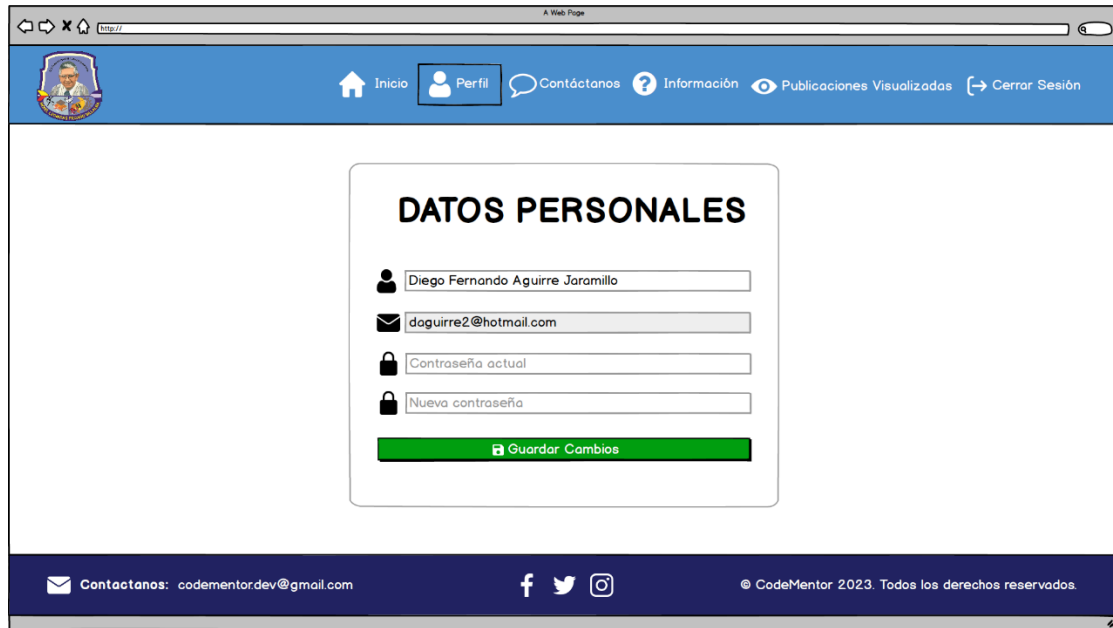 A Web Page
http://
Inicio Perfil Contáctanos Información Publicaciones Visualizadas Cerrar Sesión
DATOS PERSONALES
Diego Fernando Aguirre Jaramillo
daguirre2@hotmail.com
Contraseña actual
Nueva contraseña
Guardar Cambios
Contactanos: codementor.dev@gmail.com
© CodeMentor 2023. Todos los derechos reservados.